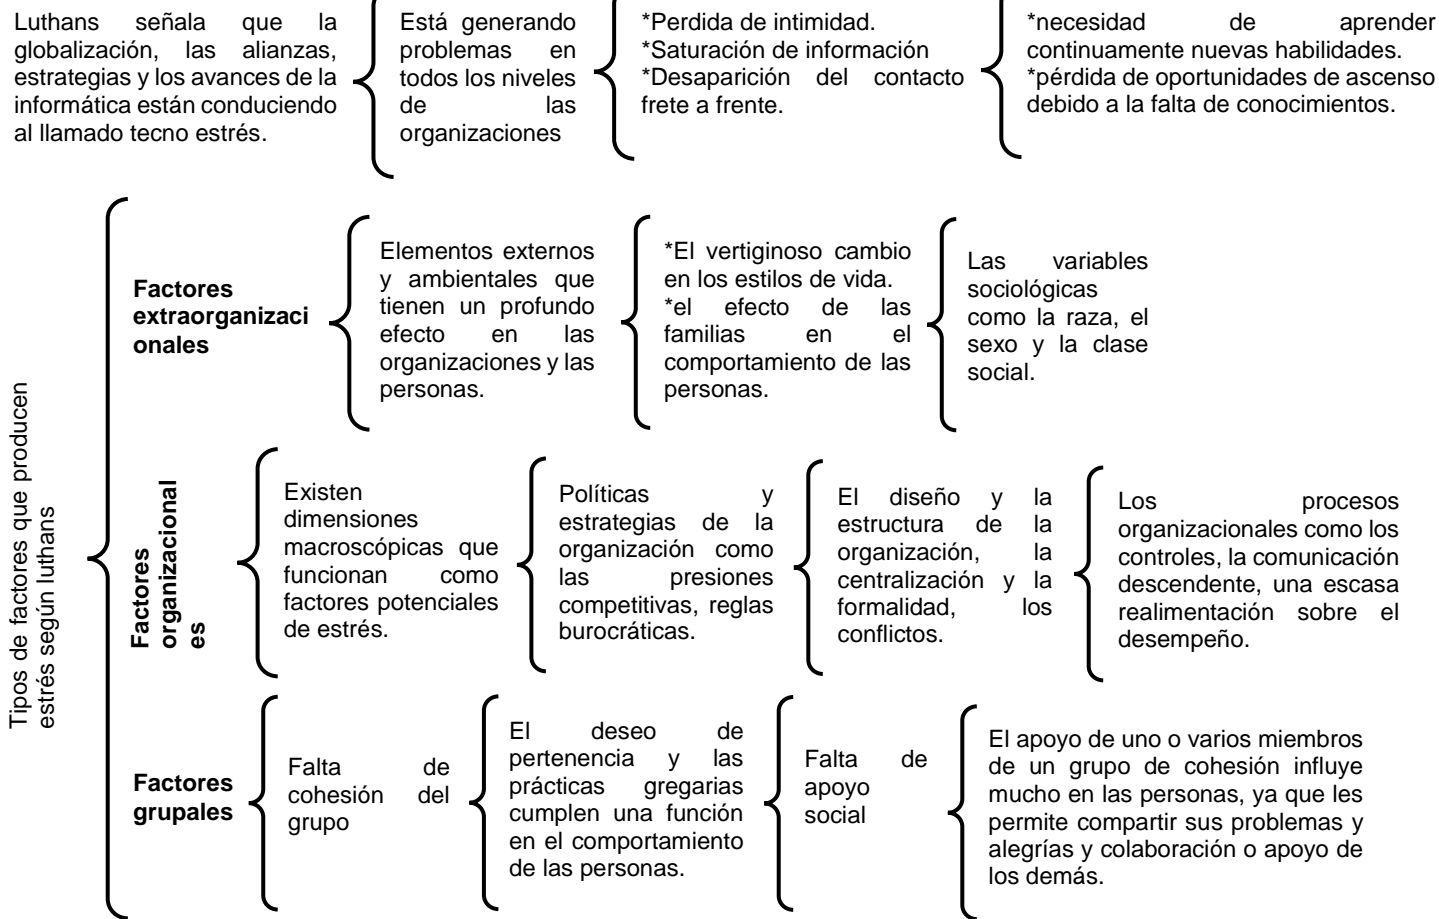 Luthans señala que la
globalización, las alianzas,
estrategias y los avances de la
informática están conduciendo
al llamado tecno estrés.
Está generando
problemas en
todos los niveles
de las
organizaciones
*Perdida de intimidad.
*Saturación de información
*Desaparición del contacto
frete a frente.
*necesidad de aprender
continuamente nuevas habilidades.
*pérdida de oportunidades de ascenso
debido a la falta de conocimientos.
Tipos de factores que producen
estrés según luthans
Factores
extraorganizaci
onales
Elementos externos
y ambientales que
tienen un profundo
efecto en las
organizaciones y las
personas.
*El vertiginoso cambio
en los estilos de vida.
*el efecto de las
familias en el
comportamiento de las
personas.
Las variables
sociológicas
como la raza, el
sexo y la clase
social.
Factores
organizacional
es
Existen
dimensiones
macroscópicas que
funcionan como
factores potenciales
de estrés.
Políticas y
estrategias de la
organización como
las presiones
competitivas, reglas
burocráticas.
El diseño y la
estructura de la
organización, la
centralización y la
formalidad, los
conflictos.
Los procesos
organizacionales como los
controles, la comunicación
descendente, una escasa
realimentación sobre el
desempeño.
Factores
grupales
Falta de
cohesión del
grupo
El deseo de
pertenencia y las
prácticas gregarias
cumplen una función
en el comportamiento
de las personas.
Falta de
apoyo
social
El apoyo de uno o varios miembros
de un grupo de cohesión influye
mucho en las personas, ya que les
permite compartir sus problemas y
alegrías y colaboración o apoyo de
los demás.